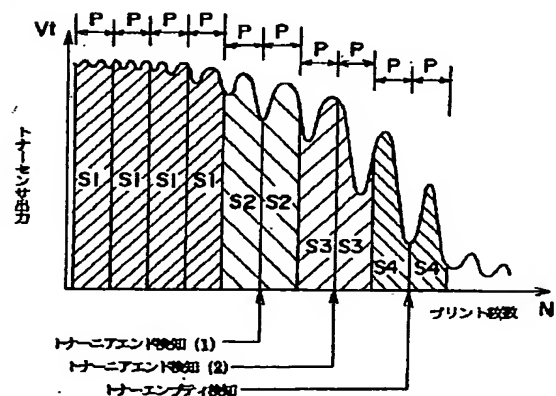 P P P P P P P P P P
Vt
トナーセンサ出力
S1 S1 S1 S1 S2 S2 S3 S3 S4 S4
プリント枚数 N
トナーニアエンド検知 (1)
トナーニアエンド検知 (2)
トナーエンプティ検知